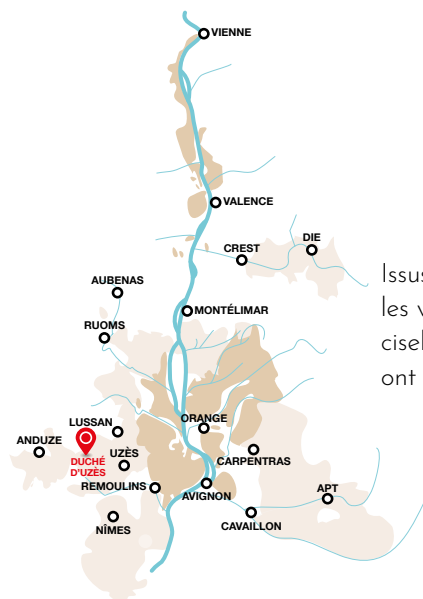 VIENNE
VALENCE
DIE
CREST
AUBENAS
MONTÉLIMAR
RUOMS
LUSSAN
ORANGE
ANDUZE
UZÈS
DUCHÉ
D'UZÈS
CARPENTRAS
REMOULINS
AVIGNON
APT
CAVAILLON
NÎMES
Issus
les v
cisel
ont